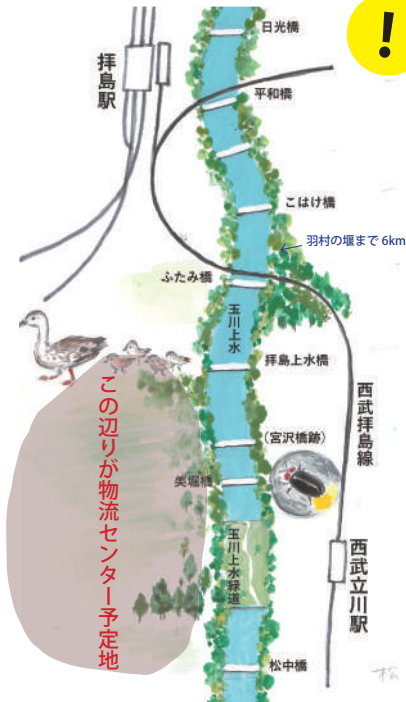 日光橋
!
拝島駅
平和橋
こはけ橋
羽村の堰まで 6km
ふたみ橋
玉川上水
拝島上水橋
西武拝島線
この辺りが物流センター予定地
(宮沢橋跡)
美堀橋
玉川上水緑道
西武立川駅
松中橋
松